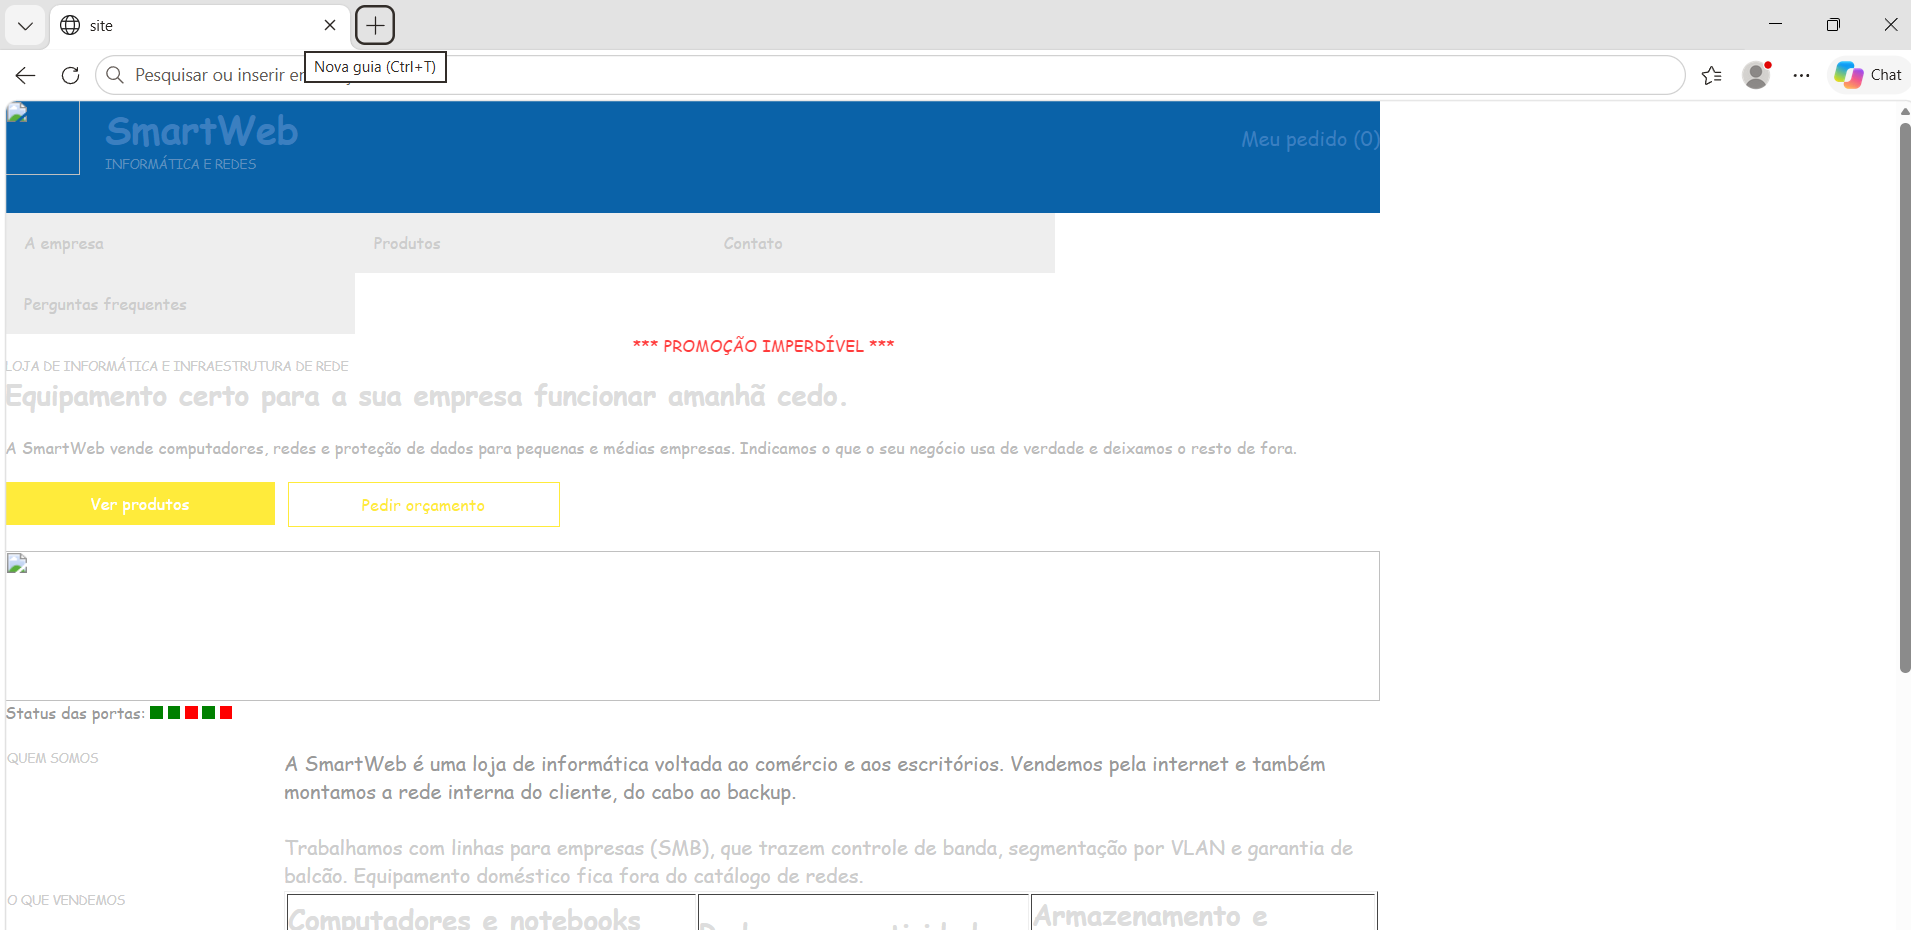 site
Nova guia (Ctrl+T)
Pesquisar ou inserir
Chat
SmartWeb
INFORMÁTICA E REDES
Meu pedido (0)
A empresa
Produtos
Contato
Perguntas frequentes
*** PROMOÇÃO IMPERDÍVEL ***
LOJA DE INFORMÁTICA E INFRAESTRUTURA DE REDE
Equipamento certo para a sua empresa funcionar amanhã cedo.
A SmartWeb vende computadores, redes e proteção de dados para pequenas e médias empresas. Indicamos o que o seu negócio usa de verdade e deixamos o resto de fora.
Ver produtos
Pedir orçamento
Status das portas:
QUEM SOMOS
A SmartWeb é uma loja de informática voltada ao comércio e aos escritórios. Vendemos pela internet e também
montamos a rede interna do cliente, do cabo ao backup.
Trabalhamos com linhas para empresas (SMB), que trazem controle de banda, segmentação por VLAN e garantia de
balcão. Equipamento doméstico fica fora do catálogo de redes.
O QUE VENDEMOS
Computadores e notebooks
Armazenamento e